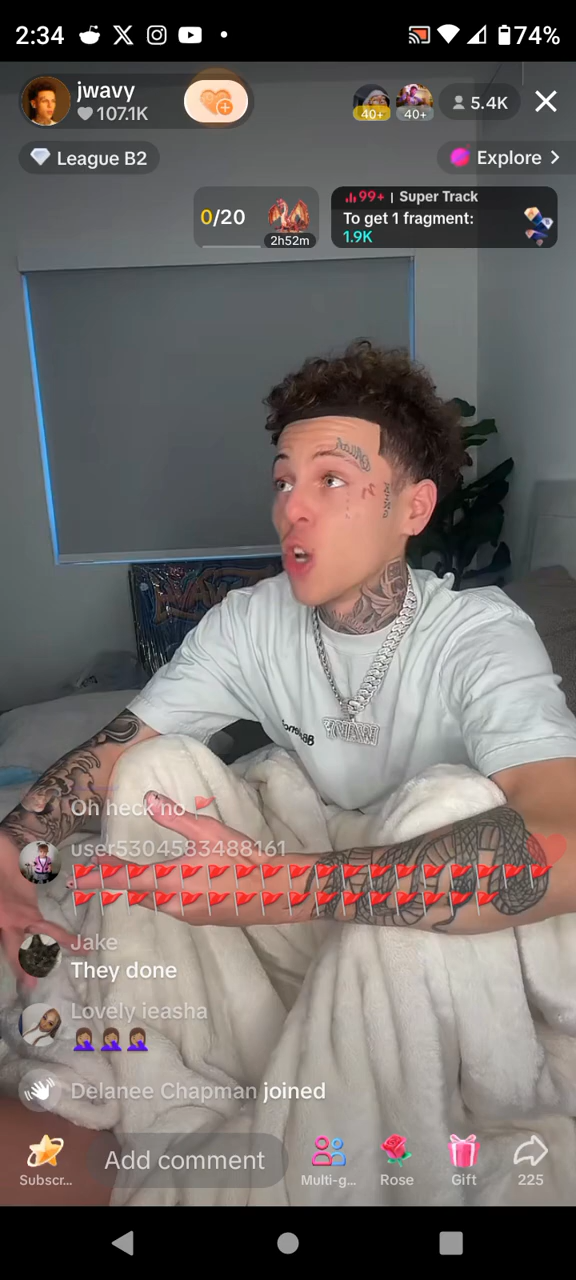 2:34
74%
jwavy
107.1K
40+
40+
5.4K
League B2
Explore >
0/20
2h52m
99+ | Super Track
To get 1 fragment:
1.9K
Oh heck no 🚩
user5304583488161
🚩🚩🚩🚩🚩🚩🚩🚩🚩🚩🚩🚩🚩🚩🚩🚩🚩🚩
🚩🚩🚩🚩🚩🚩🚩🚩🚩🚩🚩🚩🚩🚩🚩🚩
Jake
They done
Lovely ieasha
🤦🏽‍♀️🤦🏽‍♀️🤦🏽‍♀️
Delanee Chapman joined
Add comment
Subscr...
Multi-g...
Rose
Gift
225